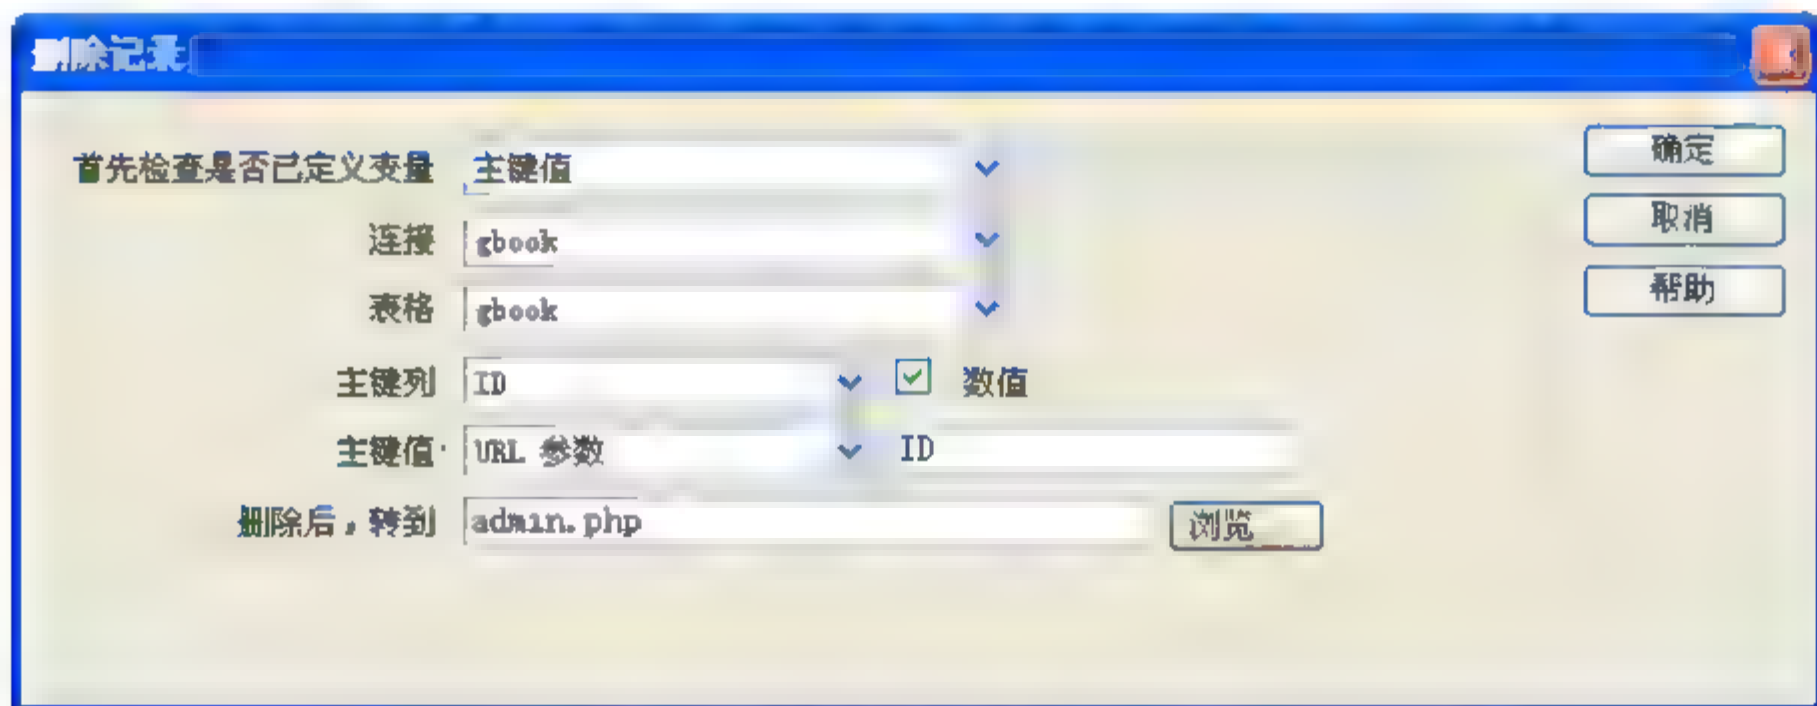 删除记录
首先检查是否已定义变量 主键值 确定
连接 gbook 取消
表格 gbook 帮助
主键列 ID 数值
主键值 URL 参数 ID
删除后，转到 admin.php 浏览